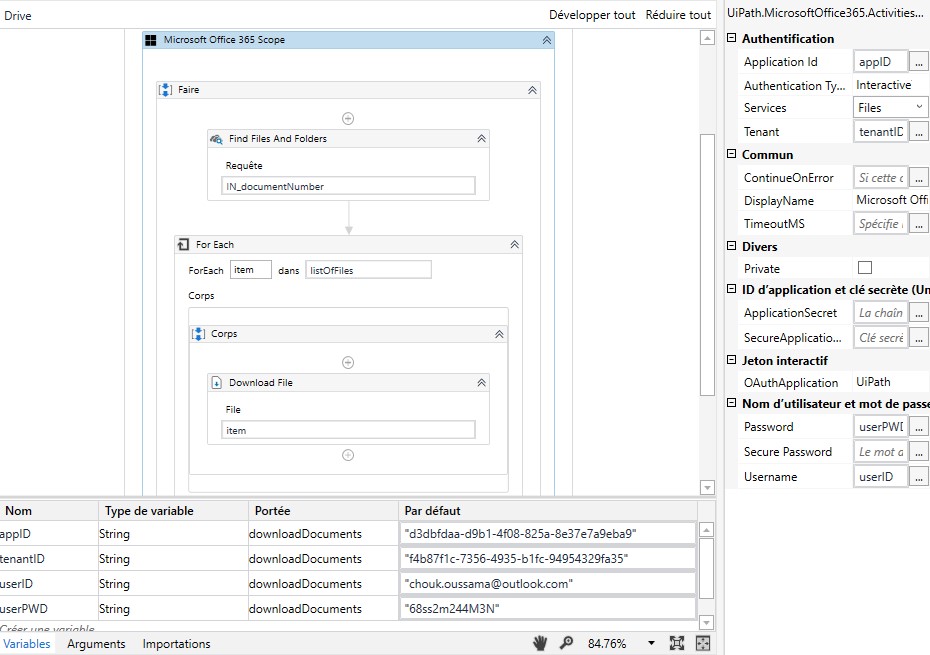 Drive
Développer tout Réduire tout
Microsoft Office 365 Scope
Faire
Find Files And Folders
Requête
IN_documentNumber
For Each
ForEach item dans listOfFiles
Corps
Corps
Download File
File
item
Nom Type de variable Portée Par défaut
appID String downloadDocuments "d3dbfdaa-d9b1-4f08-825a-8e37e7a9eba9"
tenantID String downloadDocuments "f4b87f1c-7356-4935-b1fc-94954329fa35"
userID String downloadDocuments "chouk.oussama@outlook.com"
userPWD String downloadDocuments "68ss2m244M3N"
Créer une variable
Variables Arguments Importations 84.76%
UiPath.MicrosoftOffice365.Activities...
Authentification
Application Id appID ...
Authentication Ty... Interactive
Services Files
Tenant tenantID ...
Commun
ContinueOnError Si cette c ...
DisplayName Microsoft Offi
TimeoutMS Spécifie ...
Divers
Private
ID d'application et clé secrète (Un
ApplicationSecret La chaîn ...
SecureApplicatio... Clé secrè ...
Jeton interactif
OAuthApplication UiPath
Nom d'utilisateur et mot de passe
Password userPWD ...
Secure Password Le mot d ...
Username userID ...